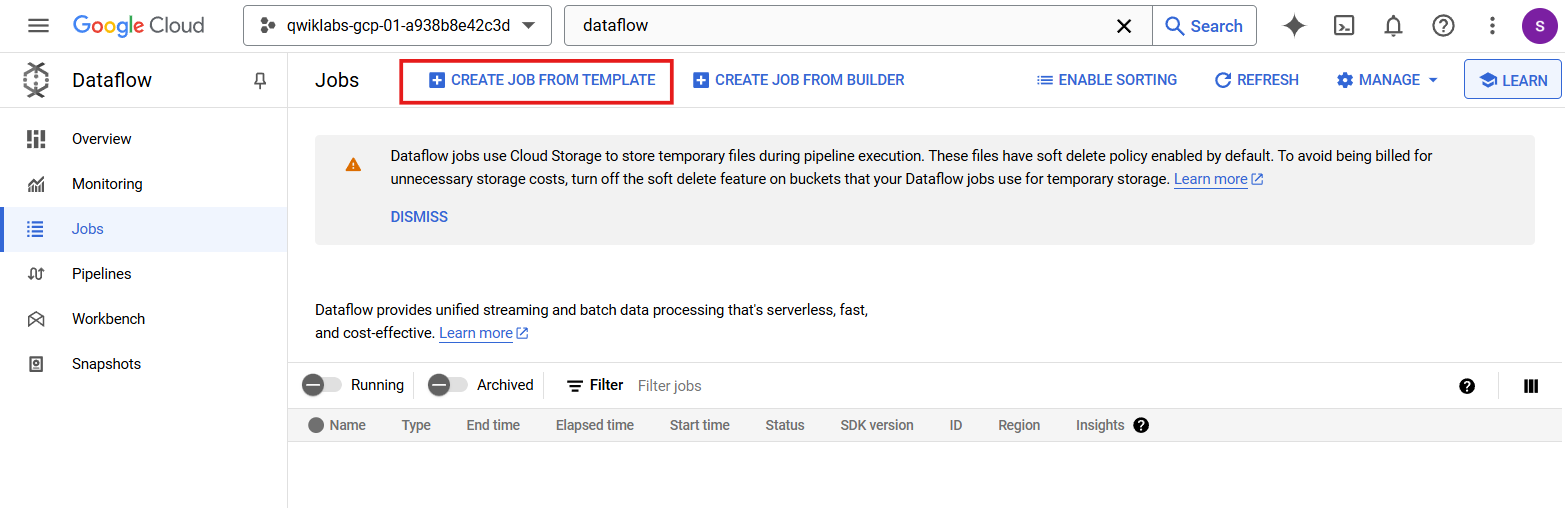 Google Cloud
qwiklabs-gcp-01-a938b8e42c3d
dataflow
Search
S
Dataflow
Jobs
CREATE JOB FROM TEMPLATE
CREATE JOB FROM BUILDER
ENABLE SORTING
REFRESH
MANAGE
LEARN
Overview
Monitoring
Jobs
Pipelines
Workbench
Snapshots
Dataflow jobs use Cloud Storage to store temporary files during pipeline execution. These files have soft delete policy enabled by default. To avoid being billed for
unnecessary storage costs, turn off the soft delete feature on buckets that your Dataflow jobs use for temporary storage. Learn more
DISMISS
Dataflow provides unified streaming and batch data processing that's serverless, fast,
and cost-effective. Learn more
Running
Archived
Filter
Filter jobs
Name
Type
End time
Elapsed time
Start time
Status
SDK version
ID
Region
Insights